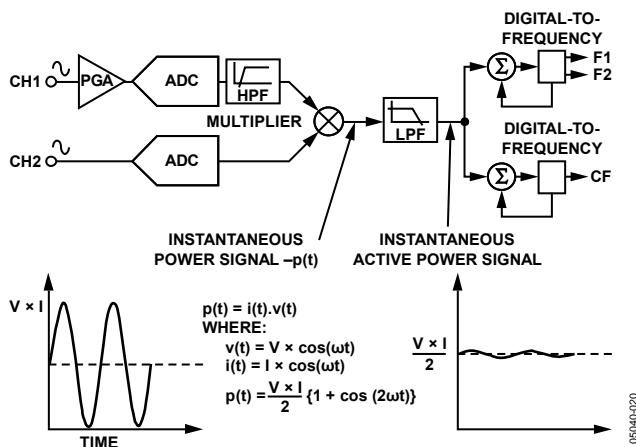 DIGITAL-TO-
FREQUENCY
F1
F2
CH1
PGA
ADC
HPF
Σ
MULTIPLIER
LPF
DIGITAL-TO-
FREQUENCY
CH2
ADC
Σ
CF
INSTANTANEOUS
POWER SIGNAL –p(t)
INSTANTANEOUS
ACTIVE POWER SIGNAL
V × I
p(t) = i(t).v(t)
WHERE:
v(t) = V × cos(ωt)
i(t) = I × cos(ωt)
p(t) = V × I / 2 {1 + cos (2ωt)}
TIME
V × I
2
05040-020